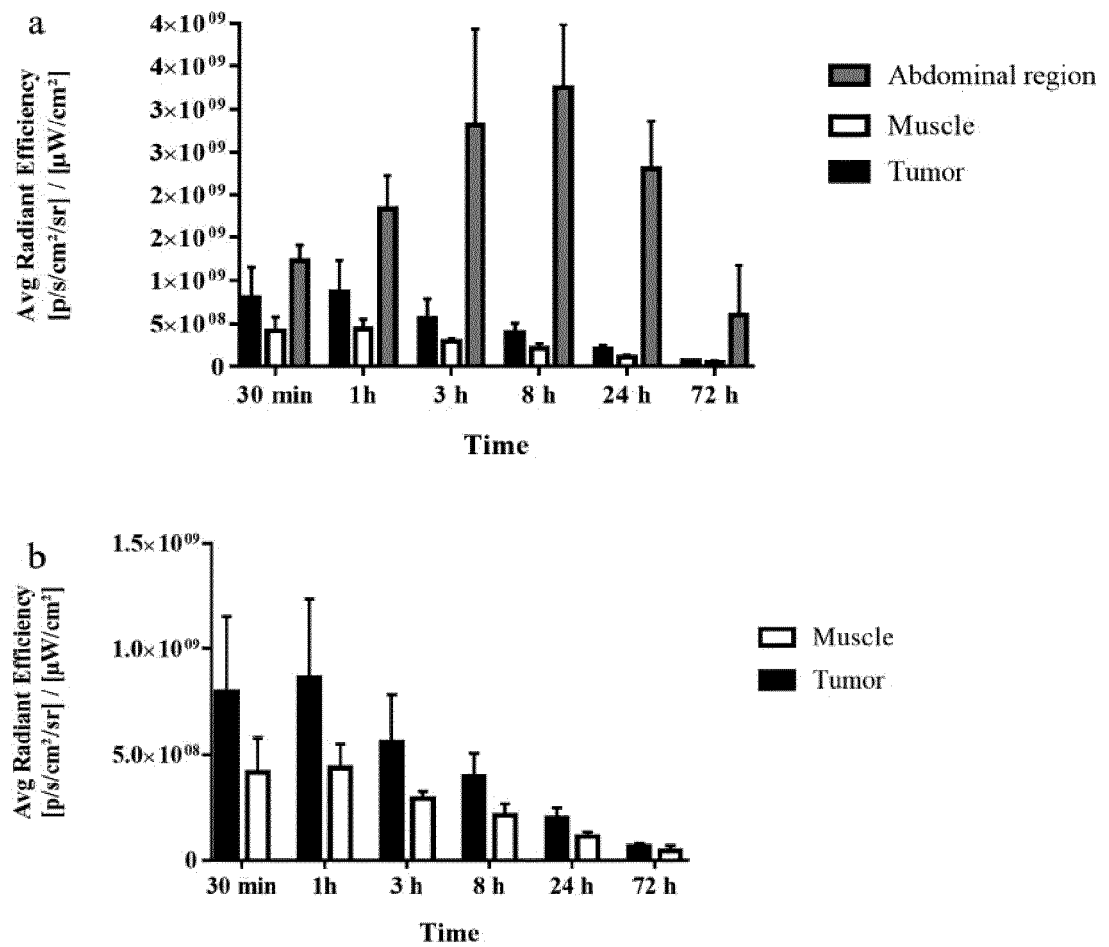 a
Avg Radiant Efficiency
[p/s/cm²/sr] / [µW/cm²]
4×10⁰⁹
4×10⁰⁹
3×10⁰⁹
3×10⁰⁹
2×10⁰⁹
2×10⁰⁹
1×10⁰⁹
5×10⁰⁸
0
30 min 1h 3 h 8 h 24 h 72 h
Time
Abdominal region
Muscle
Tumor
b
Avg Radiant Efficiency
[p/s/cm²/sr] / [µW/cm²]
1.5×10⁰⁹
1.0×10⁰⁹
5.0×10⁰⁸
0
30 min 1h 3 h 8 h 24 h 72 h
Time
Muscle
Tumor